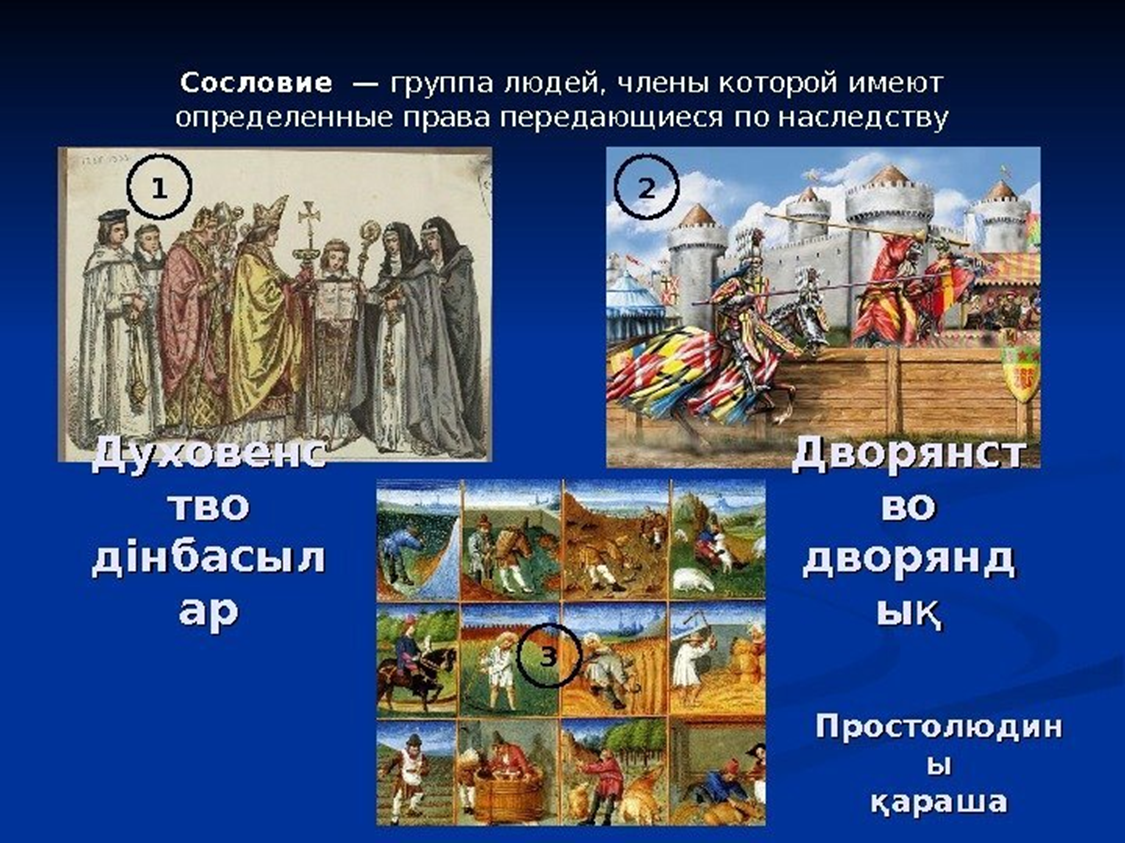 Сословие — группа людей, члены которой имеют
определенные права передающиеся по наследству
1
2
Духовенс
тво
дінбасыл
ар
Дворянст
во
дворянд
ық
3
Простолюдин
ы
қараша